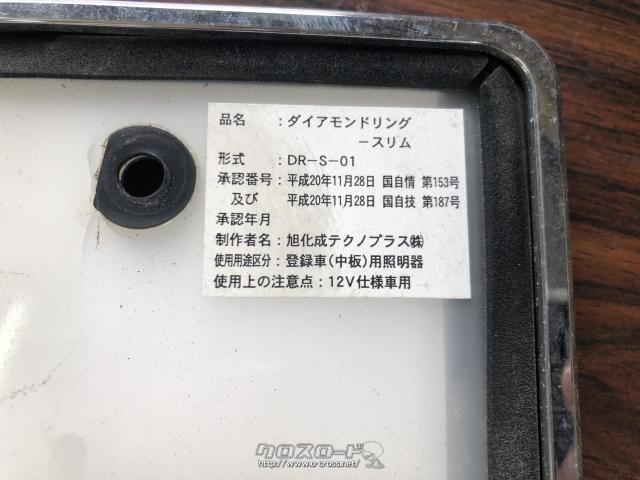 品名　：ダイアモンドリング
－スリム
形式　：DR－S－01
承認番号：平成20年11月28日 国自情 第153号
及び　平成20年11月28日 国自技 第187号
承認年月
制作者名：旭化成テクノプラス㈱
使用用途区分：登録車(中板)用照明器
使用上の注意点：12V仕様車用
クロスロード
http://www.e-cross.net/